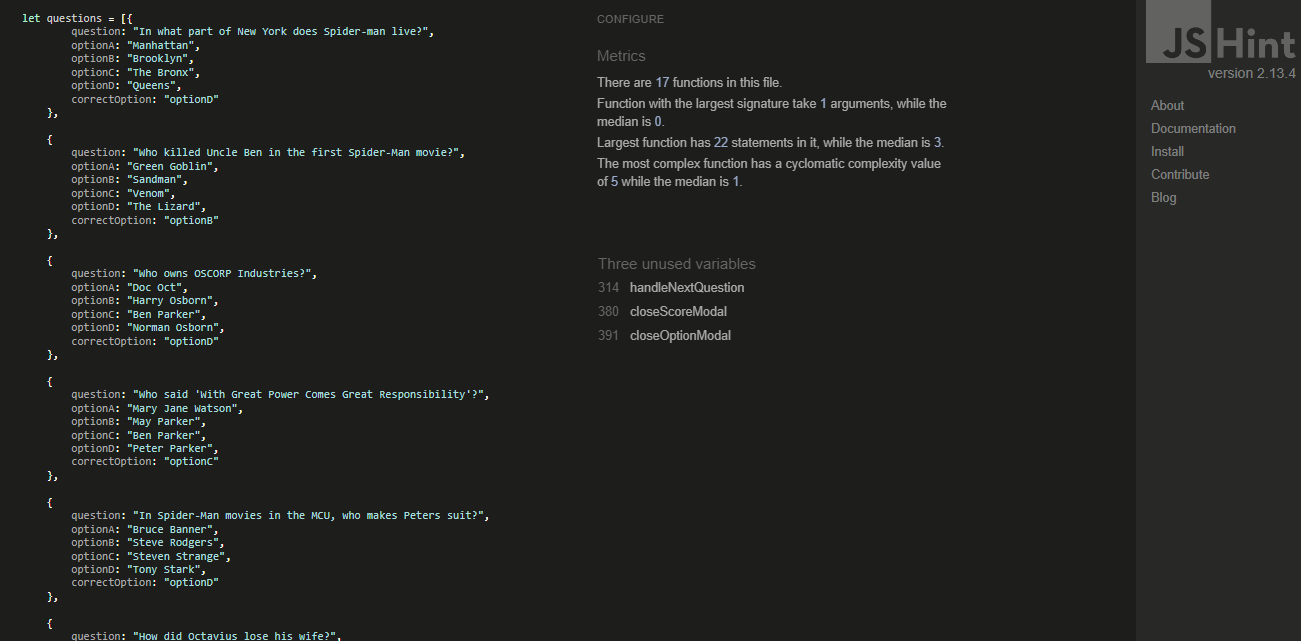 let questions = [{
question: "In what part of New York does Spider-man live?",
optionA: "Manhattan",
optionB: "Brooklyn",
optionC: "The Bronx",
optionD: "Queens",
correctOption: "optionD"
},
{
question: "Who killed Uncle Ben in the first Spider-Man movie?",
optionA: "Green Goblin",
optionB: "Sandman",
optionC: "Venom",
optionD: "The Lizard",
correctOption: "optionB"
},
{
question: "Who owns OSCORP Industries?",
optionA: "Doc Oct",
optionB: "Harry Osborn",
optionC: "Ben Parker",
optionD: "Norman Osborn",
correctOption: "optionD"
},
{
question: "Who said 'With Great Power Comes Great Responsibility'?",
optionA: "Mary Jane Watson",
optionB: "May Parker",
optionC: "Ben Parker",
optionD: "Peter Parker",
correctOption: "optionC"
},
{
question: "In Spider-Man movies in the MCU, who makes Peters suit?",
optionA: "Bruce Banner",
optionB: "Steve Rodgers",
optionC: "Steven Strange",
optionD: "Tony Stark",
correctOption: "optionD"
},
{
question: "How did Octavius lose his wife?",
CONFIGURE
Metrics
There are 17 functions in this file.
Function with the largest signature take 1 arguments, while the
median is 0.
Largest function has 22 statements in it, while the median is 3.
The most complex function has a cyclomatic complexity value
of 5 while the median is 1.
Three unused variables
314 handleNextQuestion
380 closeScoreModal
391 closeOptionModal
JSHint
version 2.13.4
About
Documentation
Install
Contribute
Blog